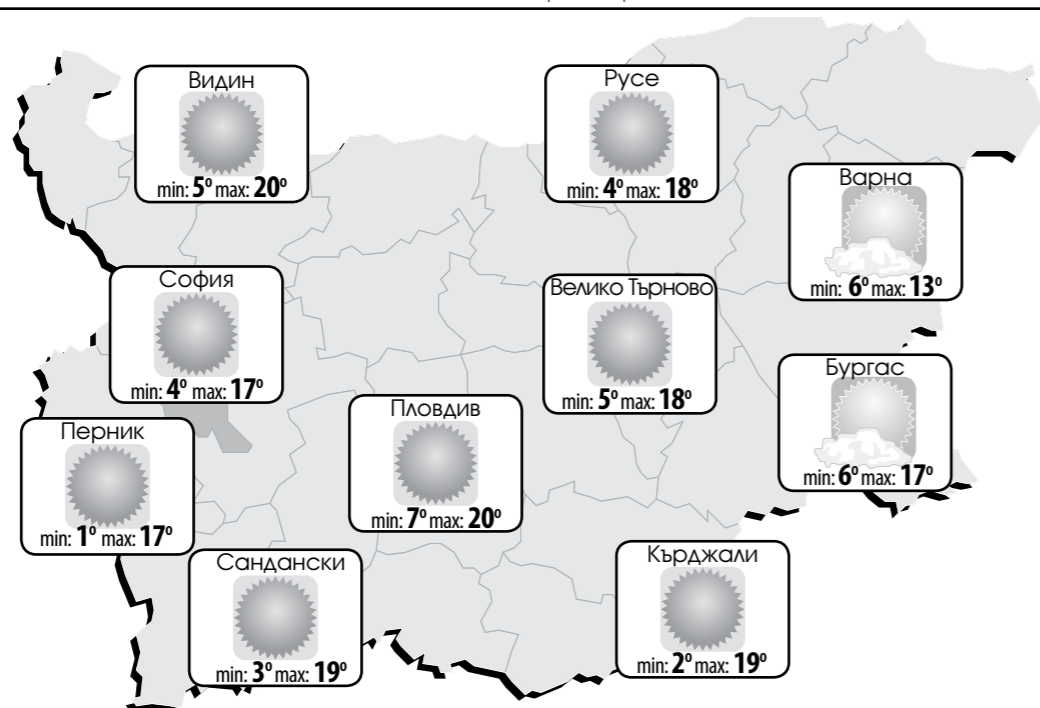 Видин
min: 5° max: 20°
Русе
min: 4° max: 18°
Варна
min: 6° max: 13°
София
min: 4° max: 17°
Велико Търново
min: 5° max: 18°
Бургас
min: 6° max: 17°
Пловдив
min: 7° max: 20°
Перник
min: 1° max: 17°
Сандански
min: 3° max: 19°
Кърджали
min: 2° max: 19°